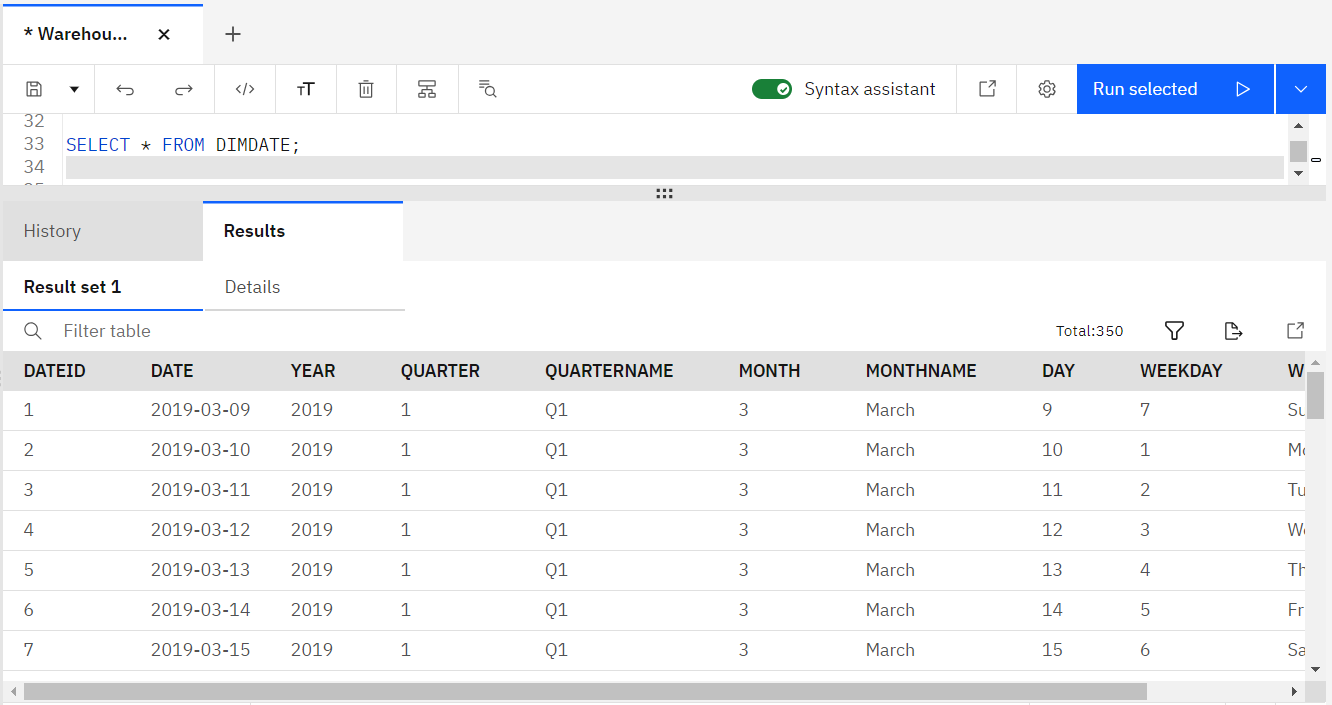 * Warehou...
Syntax assistant Run selected
32
33 SELECT * FROM DIMDATE;
34
History Results
Result set 1 Details
Filter table Total:350
DATEID DATE YEAR QUARTER QUARTERNAME MONTH MONTHNAME DAY WEEKDAY W
1 2019-03-09 2019 1 Q1 3 March 9 7 Su
2 2019-03-10 2019 1 Q1 3 March 10 1 Mo
3 2019-03-11 2019 1 Q1 3 March 11 2 Tu
4 2019-03-12 2019 1 Q1 3 March 12 3 We
5 2019-03-13 2019 1 Q1 3 March 13 4 Th
6 2019-03-14 2019 1 Q1 3 March 14 5 Fr
7 2019-03-15 2019 1 Q1 3 March 15 6 Sa